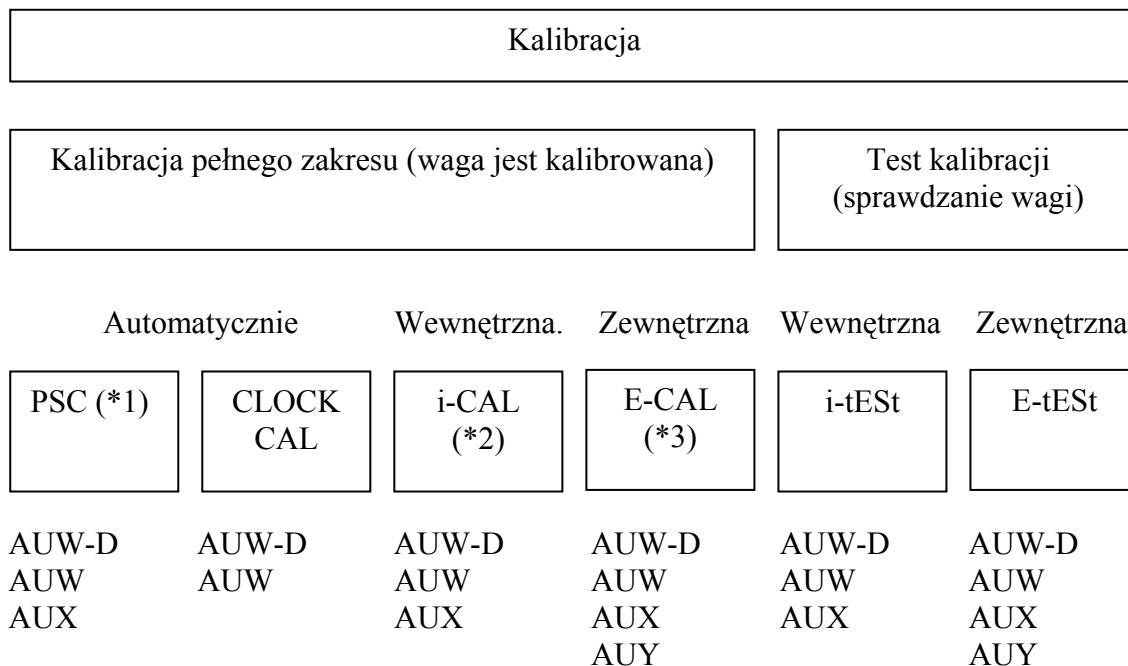 Kalibracja
Kalibracja pełnego zakresu (waga jest kalibrowana)
Test kalibracji
(sprawdzanie wagi)
Automatycznie
Wewnętrzna.
Zewnętrzna
Wewnętrzna
Zewnętrzna
PSC (*1)
CLOCK
CAL
i-CAL
(*2)
E-CAL
(*3)
i-tESt
E-tESt
AUW-D
AUW
AUX
AUW-D
AUW
AUW-D
AUW
AUX
AUW-D
AUW
AUX
AUY
AUW-D
AUW
AUX
AUW-D
AUW
AUX
AUY